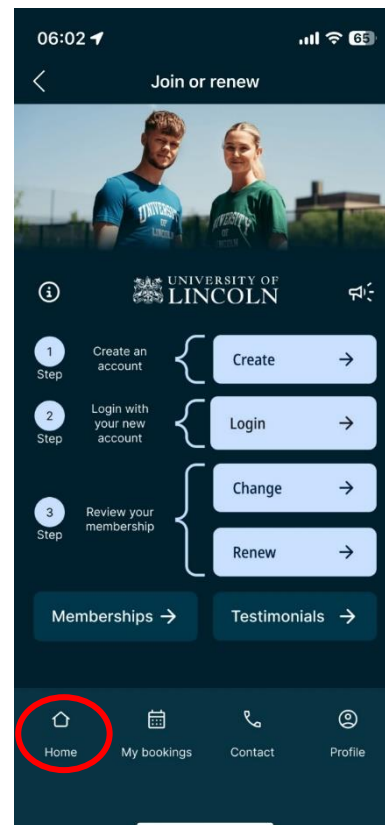 06:02
65
Join or renew
UNIVERSITY
OF
LINCOLN
UNIVERSITY
UNIVERSITY OF
LINCOLN
1
Step
Create an
account
Create
2
Step
Login with
your new
account
Login
3
Step
Review your
membership
Change
Renew
Memberships
Testimonials
Home
My bookings
Contact
Profile